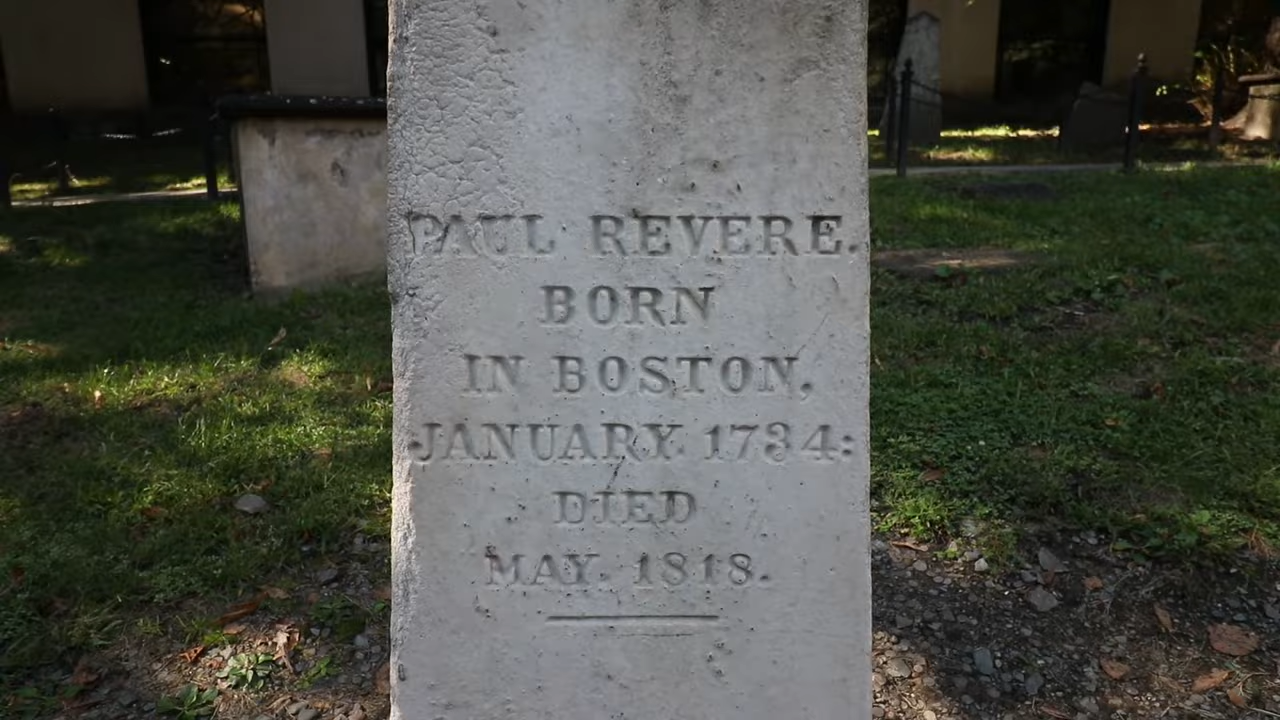 PAUL REVERE.
BORN
IN BOSTON,
JANUARY 1734:
DIED
MAY. 1818.